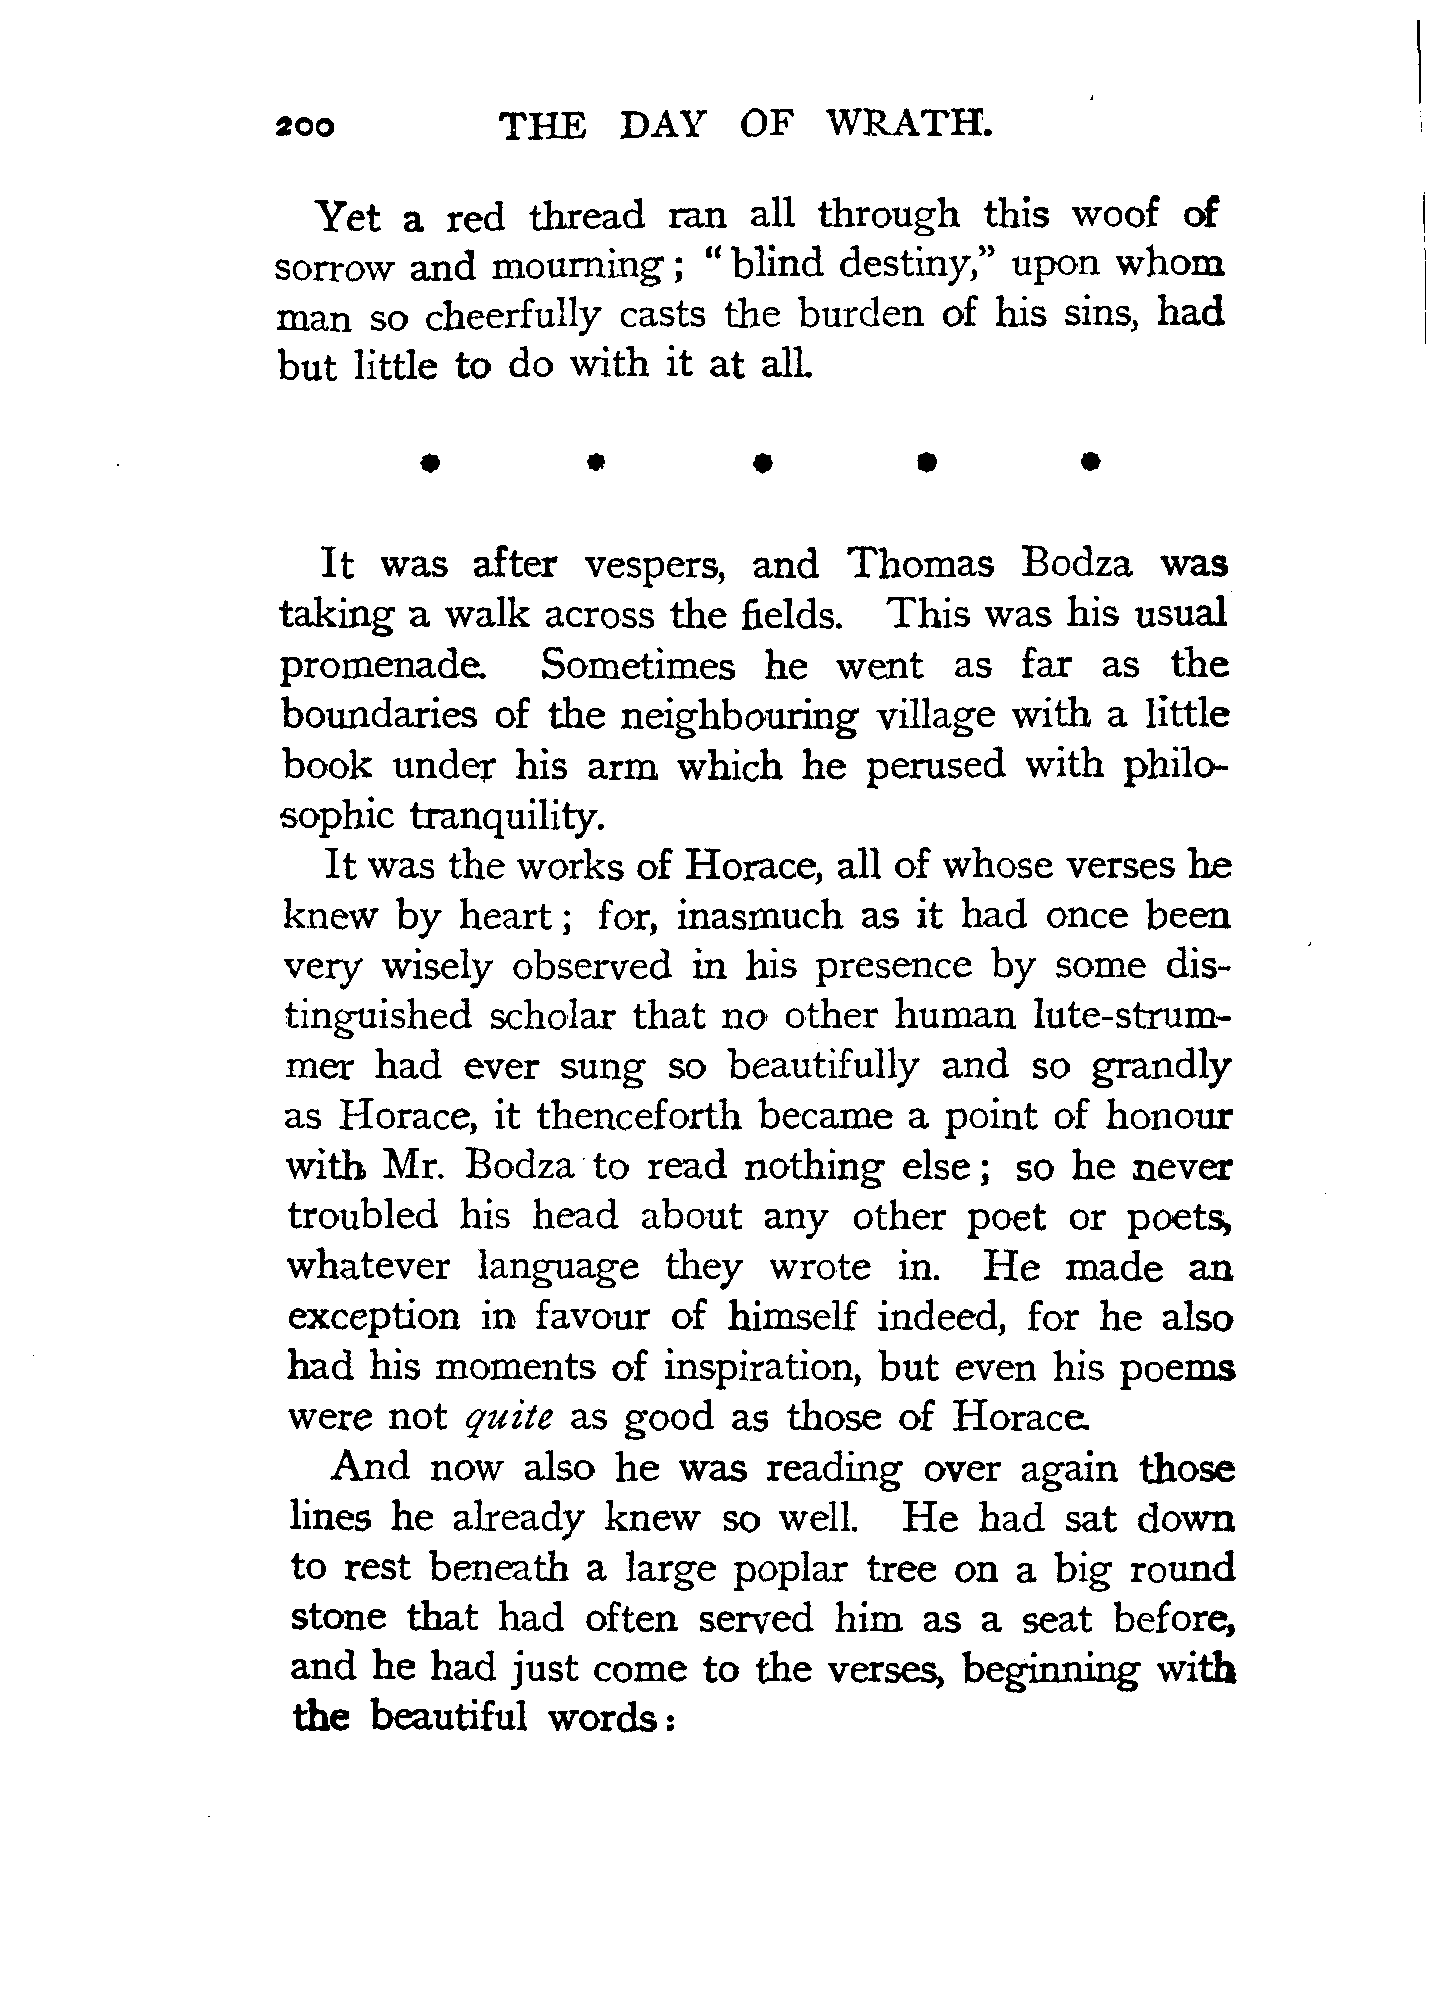 200 THE DAY OF WRATH.
Yet a red thread ran all through this woof of
sorrow and mourning; "blind destiny," upon whom
man so cheerfully casts the burden of his sins, had
but little to do with it at all.
• • • • •
It was after vespers, and Thomas Bodza was
taking a walk across the fields. This was his usual
promenade. Sometimes he went as far as the
boundaries of the neighbouring village with a little
book under his arm which he perused with philo-
sophic tranquility.
It was the works of Horace, all of whose verses he
knew by heart; for, inasmuch as it had once been
very wisely observed in his presence by some dis-
tinguished scholar that no other human lute-strum-
mer had ever sung so beautifully and so grandly
as Horace, it thenceforth became a point of honour
with Mr. Bodza to read nothing else; so he never
troubled his head about any other poet or poets,
whatever language they wrote in. He made an
exception in favour of himself indeed, for he also
had his moments of inspiration, but even his poems
were not quite as good as those of Horace.
And now also he was reading over again those
lines he already knew so well. He had sat down
to rest beneath a large poplar tree on a big round
stone that had often served him as a seat before,
and he had just come to the verses, beginning with
the beautiful words: